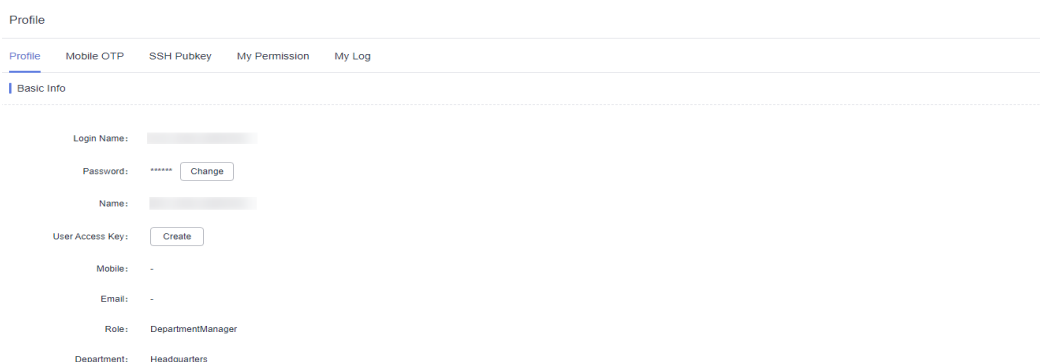 Profile
Profile Mobile OTP SSH Pubkey My Permission My Log
Basic Info
Login Name:
Password: ****** Change
Name:
User Access Key: Create
Mobile: -
Email: -
Role: DepartmentManager
Department: Headquarters